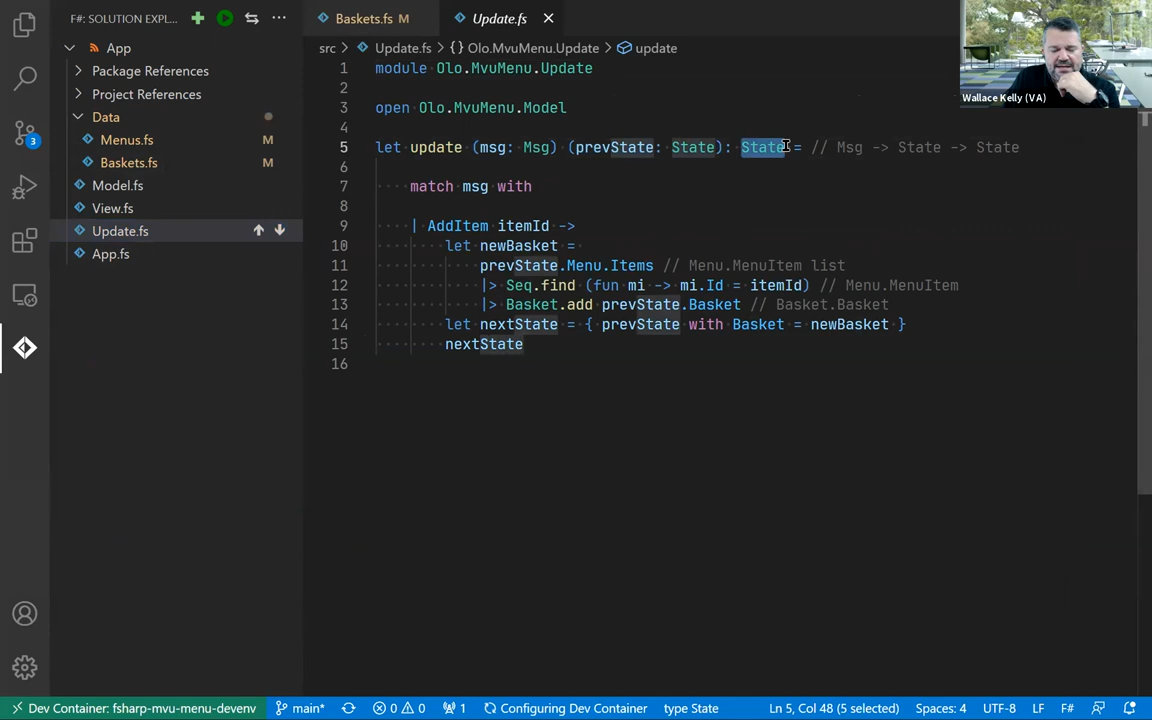 F#: SOLUTION EXPL...
Baskets.fs M
Update.fs
src > Update.fs > {} Olo.MvuMenu.Update > update
App
Package References
Project References
Data
Menus.fs
M
Baskets.fs
M
Model.fs
View.fs
Update.fs
App.fs
1 module Olo.MvuMenu.Update
2
3 open Olo.MvuMenu.Model
4
5 let update (msg: Msg) (prevState: State): State = // Msg -> State -> State
6
7 match msg with
8
9 | AddItem itemId ->
10 let newBasket =
11 prevState.Menu.Items // Menu.MenuItem list
12 |> Seq.find (fun mi -> mi.Id = itemId) // Menu.MenuItem
13 |> Basket.add prevState.Basket // Basket.Basket
14 let nextState = { prevState with Basket = newBasket }
15 nextState
16
Wallace Kelly (VA)
3
Dev Container: fsharp-mvu-menu-devenv main* 0 0 1 Configuring Dev Container type State Ln 5, Col 48 (5 selected) Spaces: 4 UTF-8 LF F#